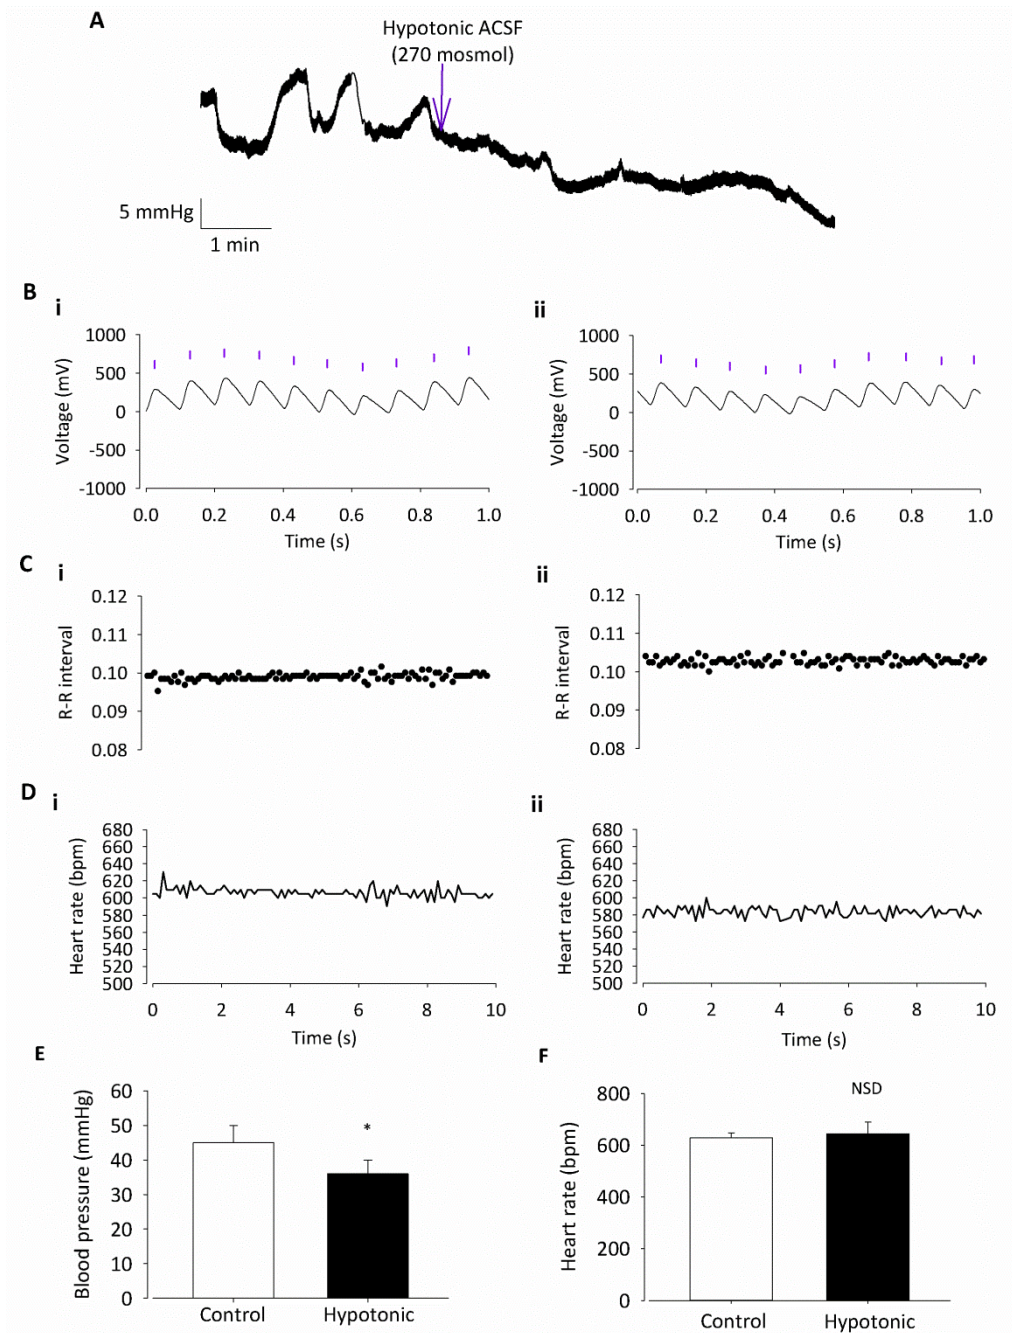 A
Hypotonic ACSF
(270 mosmol)
5 mmHg
1 min
B
i
ii
1000
500
0
-500
-1000
Voltage (mV)
0.0 0.2 0.4 0.6 0.8 1.0
Time (s)
1000
500
0
-500
-1000
Voltage (mV)
0.0 0.2 0.4 0.6 0.8 1.0
Time (s)
C
i
ii
0.12
0.11
0.10
0.09
0.08
R-R interval
0.12
0.11
0.10
0.09
0.08
R-R interval
D
i
ii
680
660
640
620
600
580
560
540
520
500
Heart rate (bpm)
0 2 4 6 8 10
Time (s)
680
660
640
620
600
580
560
540
520
500
Heart rate (bpm)
0 2 4 6 8 10
Time (s)
E
60
50
40
30
20
10
0
Blood pressure (mmHg)
*
Control Hypotonic
F
NSD
800
600
400
200
0
Heart rate (bpm)
Control Hypotonic